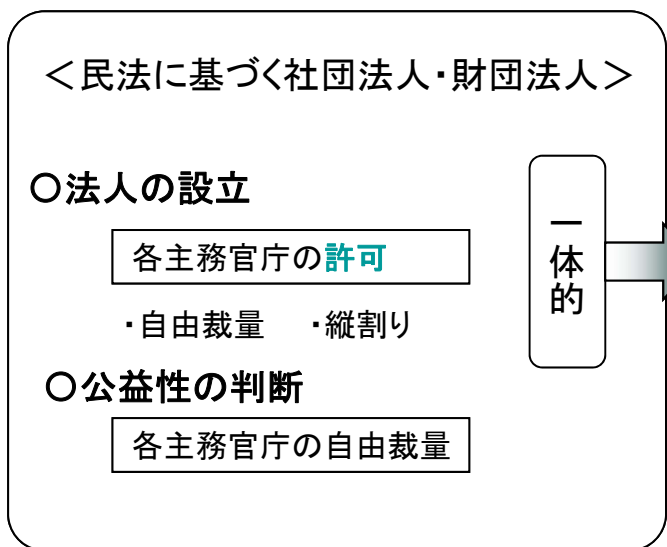 ＜民法に基づく社団法人・財団法人＞
○法人の設立
各主務官庁の許可
・自由裁量　・縦割り
一体的
○公益性の判断
各主務官庁の自由裁量